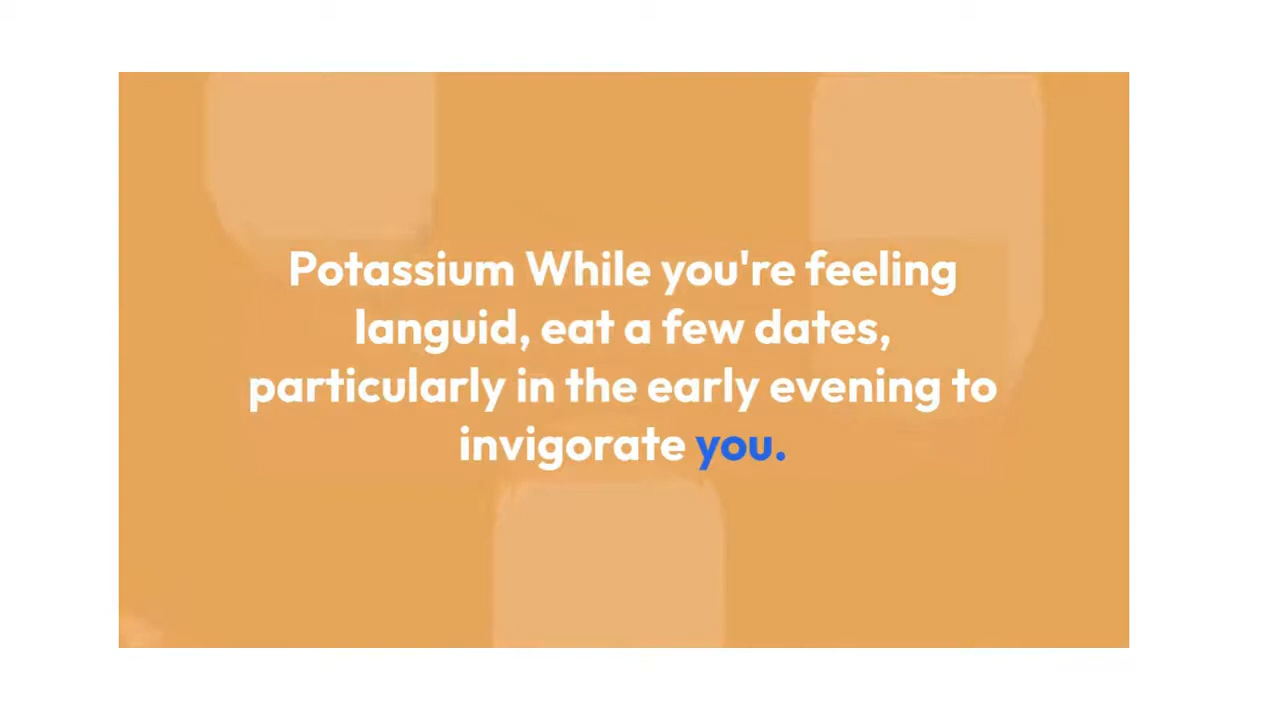 Potassium While you're feeling
languid, eat a few dates,
particularly in the early evening to
invigorate you.